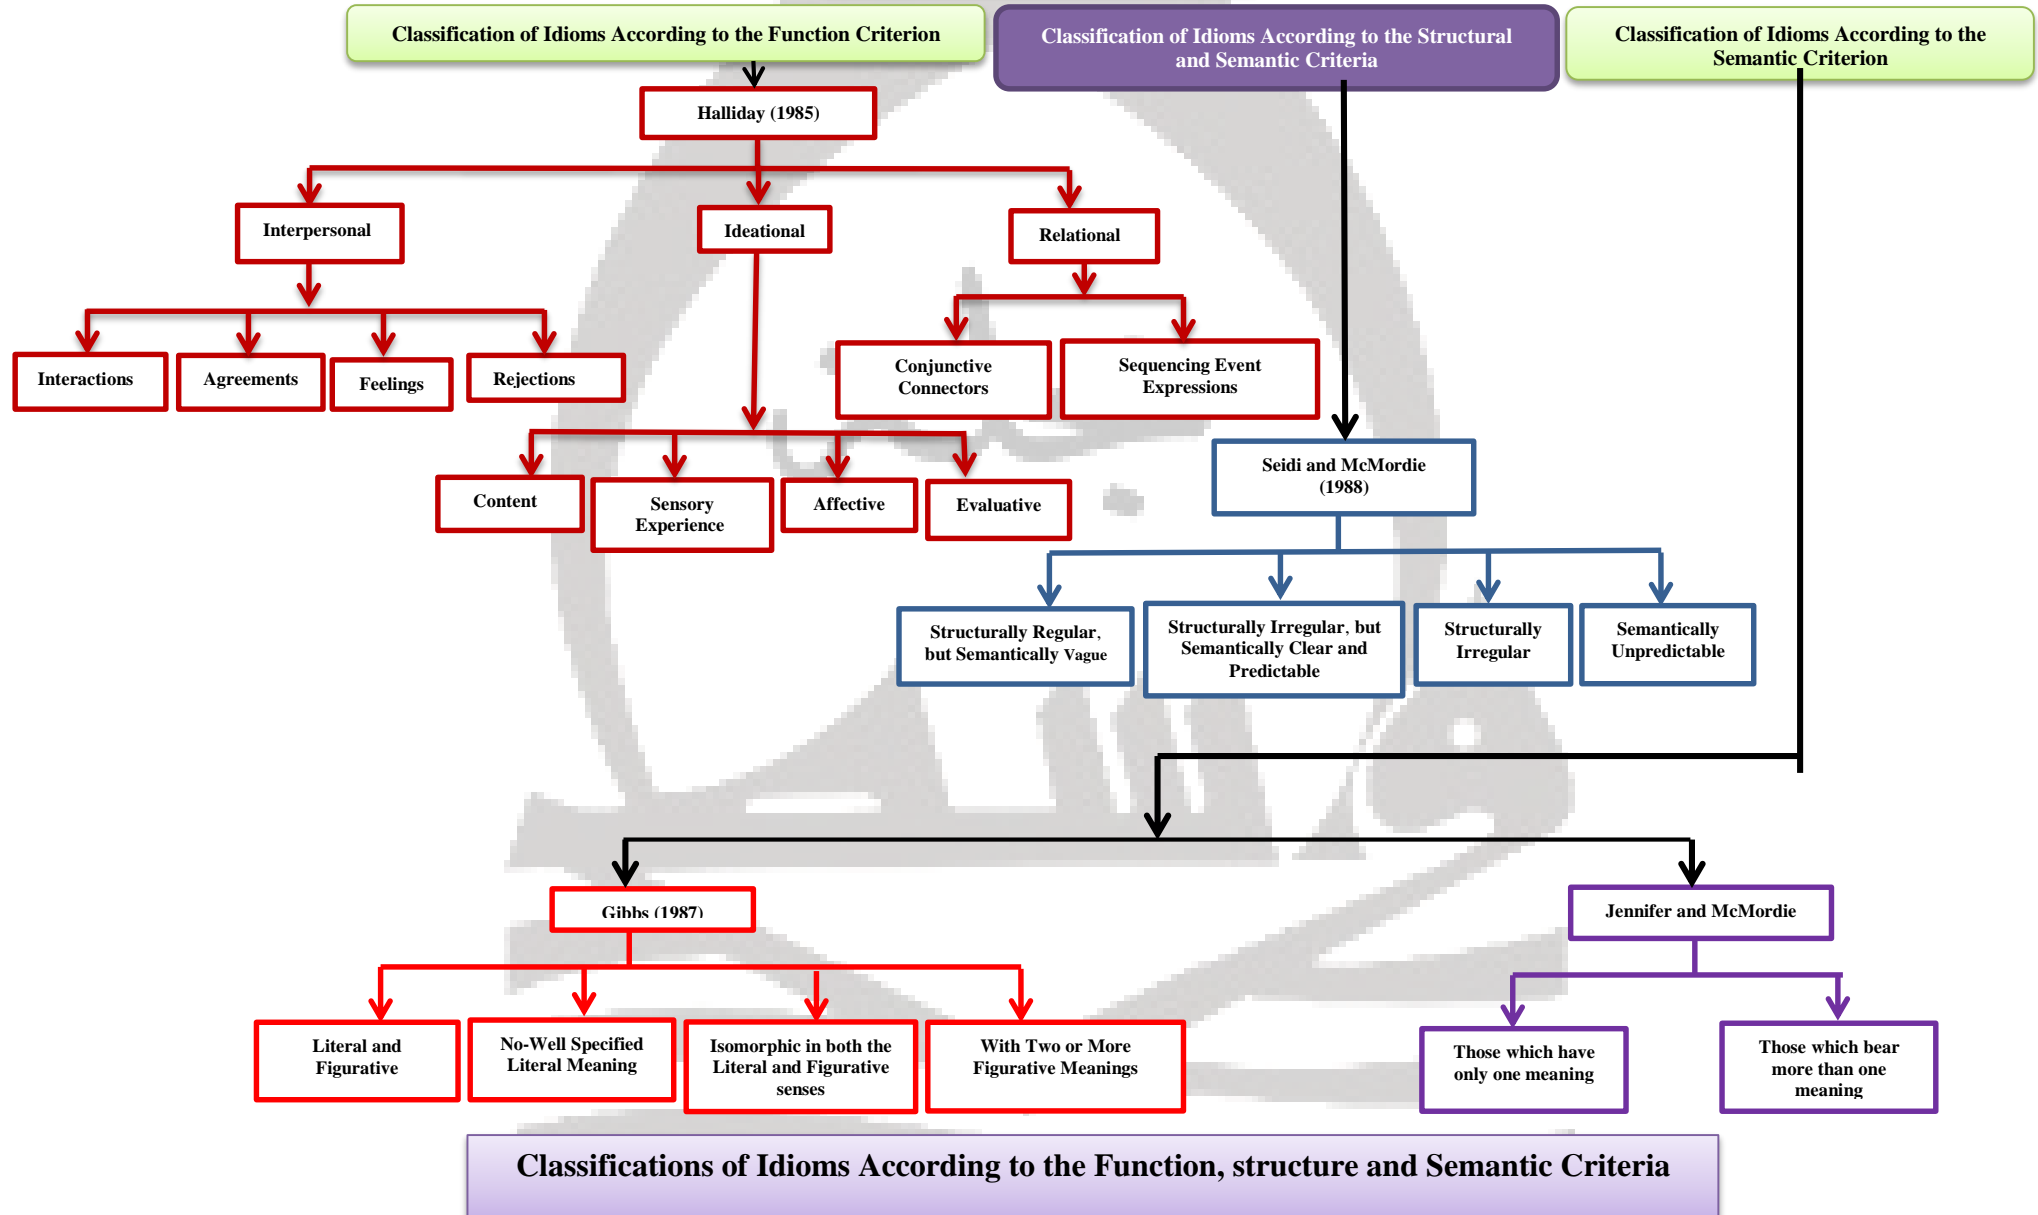 Classification of Idioms According to the Function Criterion
Classification of Idioms According to the Structural
and Semantic Criteria
Classification of Idioms According to the
Semantic Criterion
Halliday (1985)
Interpersonal
Ideational
Relational
Interactions
Agreements
Feelings
Rejections
Conjunctive
Connectors
Sequencing Event
Expressions
Content
Sensory
Experience
Affective
Evaluative
Seidi and McMordie
(1988)
Structurally Regular,
but Semantically Vague
Structurally Irregular, but
Semantically Clear and
Predictable
Structurally
Irregular
Semantically
Unpredictable
Gibbs (1987)
Jennifer and McMordie
Literal and
Figurative
No-Well Specified
Literal Meaning
Isomorphic in both the
Literal and Figurative
senses
With Two or More
Figurative Meanings
Those which have
only one meaning
Those which bear
more than one
meaning
Classifications of Idioms According to the Function, structure and Semantic Criteria